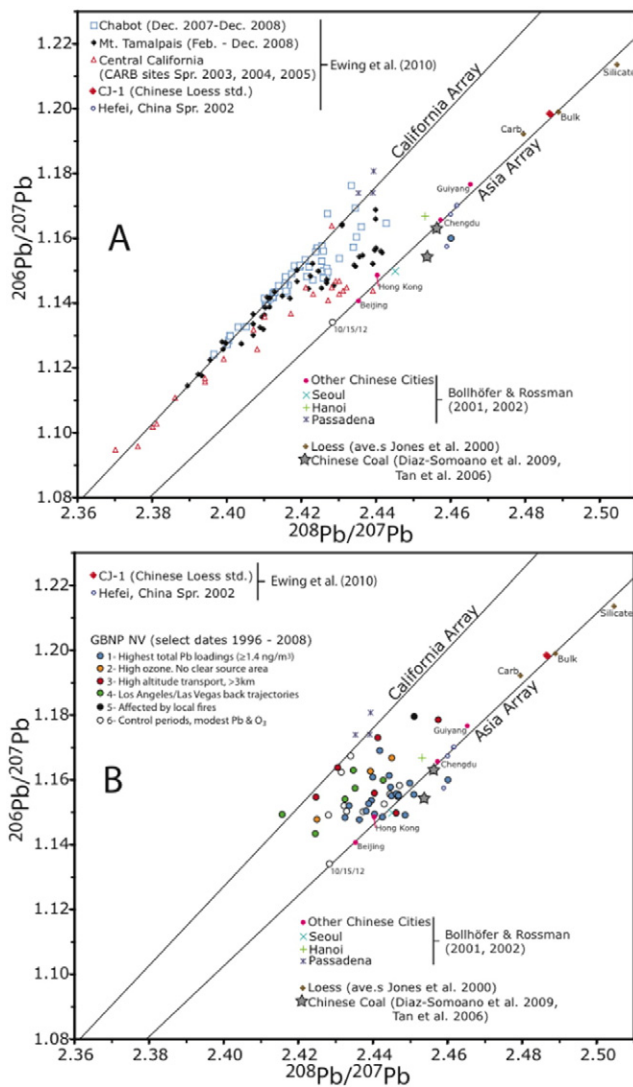 1.22
1.20
1.18
1.16
1.14
1.12
1.10
1.08
206Pb/207Pb
Chabot (Dec. 2007-Dec. 2008)
Mt. Tamalpais (Feb. - Dec. 2008)
Central California
(CARB sites Spr. 2003, 2004, 2005)
CJ-1 (Chinese Loess std.)
Hefei, China Spr. 2002
Ewing et al. (2010)
California Array
Asia Array
Silicate
Bulk
Carb
Guiyang
Chengdu
Hong Kong
Beijing
10/15/12
A
Other Chinese Cities
Seoul
Hanoi
Passadena
Bollhöfer & Rossman
(2001, 2002)
Loess (ave.s Jones et al. 2000)
Chinese Coal (Diaz-Somoano et al. 2009,
Tan et al. 2006)
2.36 2.38 2.40 2.42 2.44 2.46 2.48 2.50
208Pb/207Pb
1.22
1.20
1.18
1.16
1.14
1.12
1.10
1.08
206Pb/207Pb
CJ-1 (Chinese Loess std.)
Hefei, China Spr. 2002
Ewing et al. (2010)
GBNP NV (select dates 1996 - 2008)
1- Highest total Pb loadings (≥1.4 ng/m³)
2- High ozone. No clear source area
3- High altitude transport, >3km
4- Los Angeles/Las Vegas back trajectories
5- Affected by local fires
6- Control periods, modest Pb & O3
California Array
Asia Array
Silicate
Bulk
Carb
Guiyang
Chengdu
Hong Kong
Beijing
10/15/12
B
Other Chinese Cities
Seoul
Hanoi
Passadena
Bollhöfer & Rossman
(2001, 2002)
Loess (ave.s Jones et al. 2000)
Chinese Coal (Diaz-Somoano et al. 2009,
Tan et al. 2006)
2.36 2.38 2.40 2.42 2.44 2.46 2.48 2.50
208Pb/207Pb